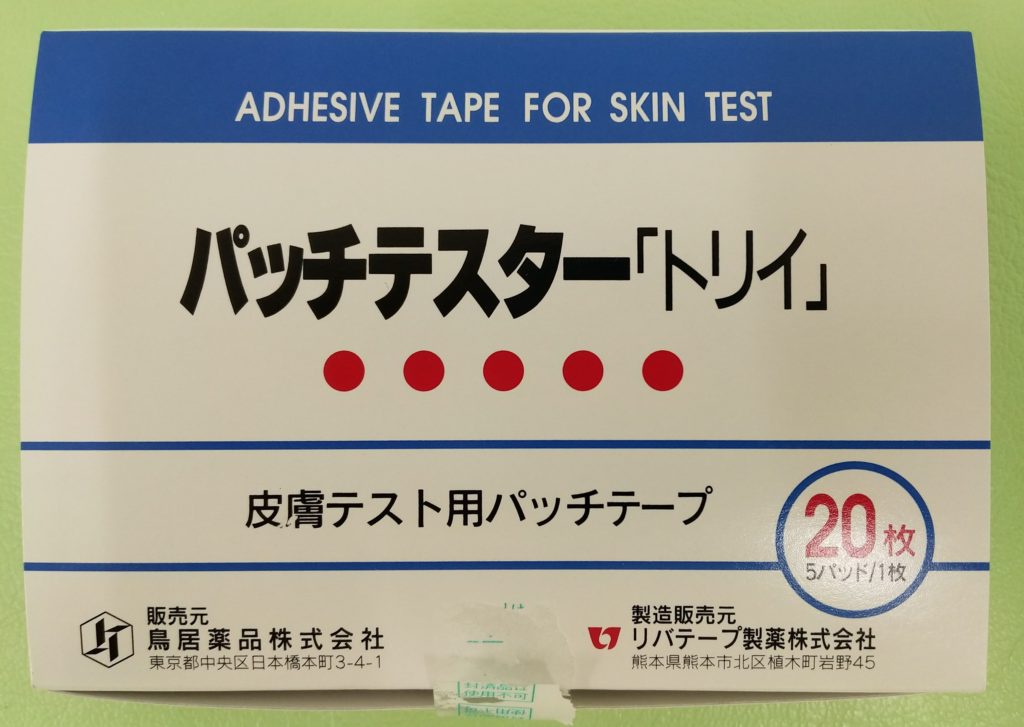 ADHESIVE TAPE FOR SKIN TEST
パッチテスター「トリイ」
皮膚テスト用パッチテープ
20枚
5パッド/1枚
販売元
鳥居薬品株式会社
東京都中央区日本橋本町3-4-1
製造販売元
リバテープ製薬株式会社
熊本県熊本市北区植木町岩野45
使用不可